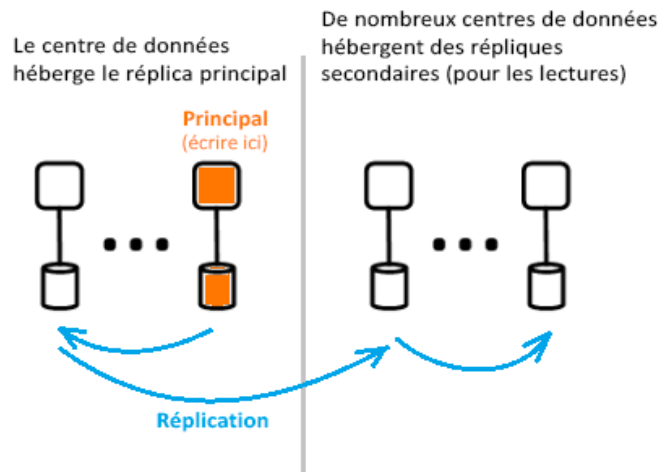 Le centre de données
héberge le réplica principal
De nombreux centres de données
hébergent des répliques
secondaires (pour les lectures)
Principal
(écrire ici)
Réplication